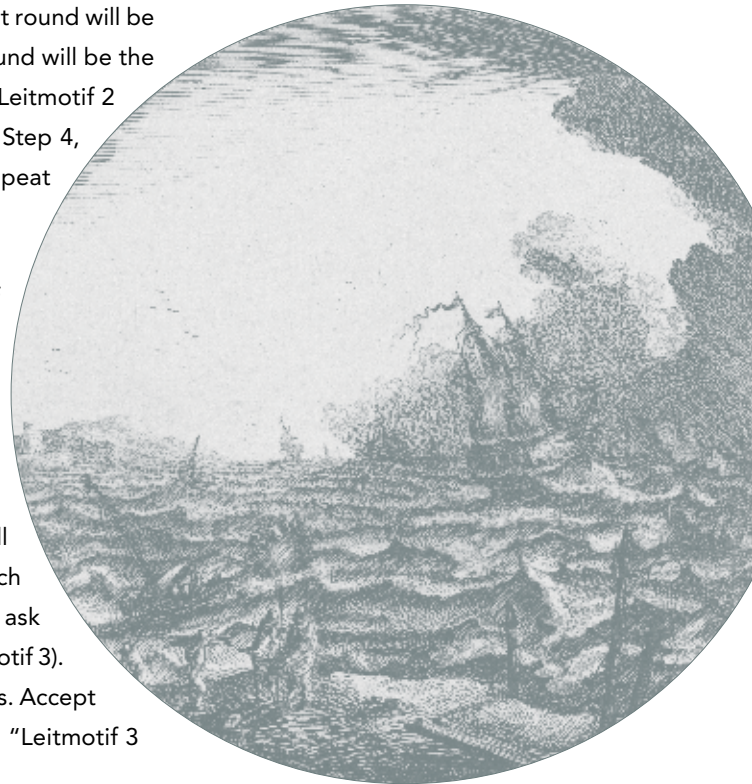 t round will be
und will be the
Leitmotif 2
Step 4,
peat
ll
ch
ask
otif 3).
s. Accept
"Leitmotif 3